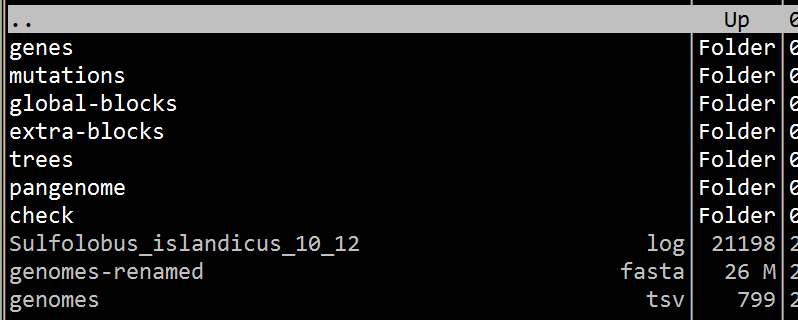 .. Up 0
genes Folder 0
mutations Folder 0
global-blocks Folder 0
extra-blocks Folder 0
trees Folder 0
pangenome Folder 0
check Folder 0
Sulfolobus_islandicus_10_12 log 21198 2
genomes-renamed fasta 26 M 2
genomes tsv 799 2